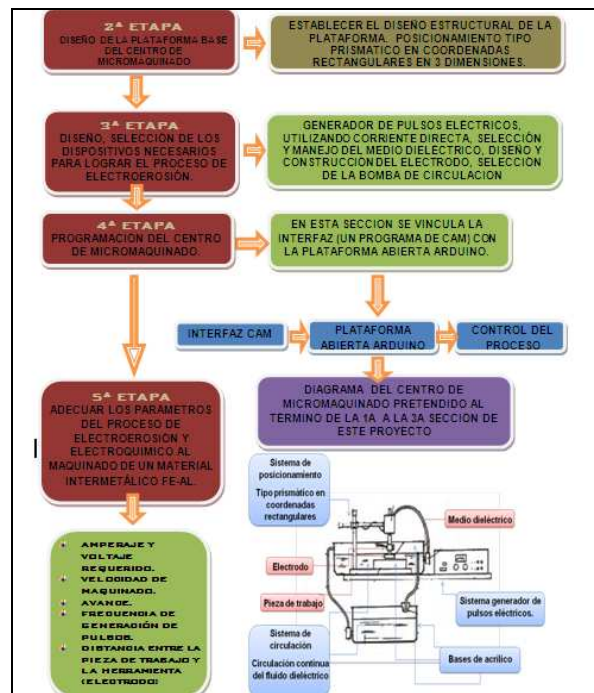 2ª ETAPA
DISEÑO DE LA PLATAFORMA BASE
DEL CENTRO DE
MICROMAQUINADO
ESTABLECER EL DISEÑO ESTRUCTURAL DE LA
PLATAFORMA. POSICIONAMIENTO TIPO
PRISMATICO EN COORDENADAS
RECTANGULARES EN 3 DIMENSIONES.
3ª ETAPA
DISEÑO, SELECCIÓN DE LOS
DISPOSITIVOS NECESARIOS
PARA LOGRAR EL PROCESO DE
ELECTROEROSIÓN.
GENERADOR DE PULSOS ELÉCTRICOS,
UTILIZANDO CORRIENTE DIRECTA, SELECCIÓN
Y MANEJO DEL MEDIO DIELÉCTRICO, DISEÑO Y
CONSTRUCCIÓN DEL ELECTRODO, SELECCIÓN
DE LA BOMBA DE CIRCULACIÓN
4ª ETAPA
PROGRAMACIÓN DEL CENTRO
DE MICROMAQUINADO.
EN ESTA SECCION SE VINCULA LA
INTERFAZ (UN PROGRAMA DE CAM) CON
LA PLATAFORMA ABIERTA ARDUINO.
INTERFAZ CAM
PLATAFORMA
ABIERTA ARDUINO
CONTROL DEL
PROCESO
5ª ETAPA
ADECUAR LOS PARÁMETROS
DEL PROCESO DE
ELECTROEROSIÓN Y
ELECTROQUIMICO AL
MAQUINADO DE UN MATERIAL
INTERMETÁLICO FE-AL.
DIAGRAMA DEL CENTRO DE
MICROMAQUINADO PRETENDIDO AL
TÉRMINO DE LA 1A A LA 3A SECCIÓN DE
ESTE PROYECTO
AMPERAJE Y
VOLTAJE
REQUERIDO.
VELOCIDAD DE
MAQUINADO.
AVANCE.
FRECUENCIA DE
GENERACIÓN DE
PULSOS.
DISTANCIA ENTRE LA
PIEZA DE TRABAJO Y
LA HERRAMIENTA
(ELECTRODO)
Sistema de
posicionamiento
Tipo prismático en
coordenadas
rectangulares
Medio dieléctrico
Electrodo
Pieza de trabajo
Sistema generador de
pulsos eléctricos.
Sistema de
circulación
Circulación continua
del fluido dieléctrico
Bases de acrílico